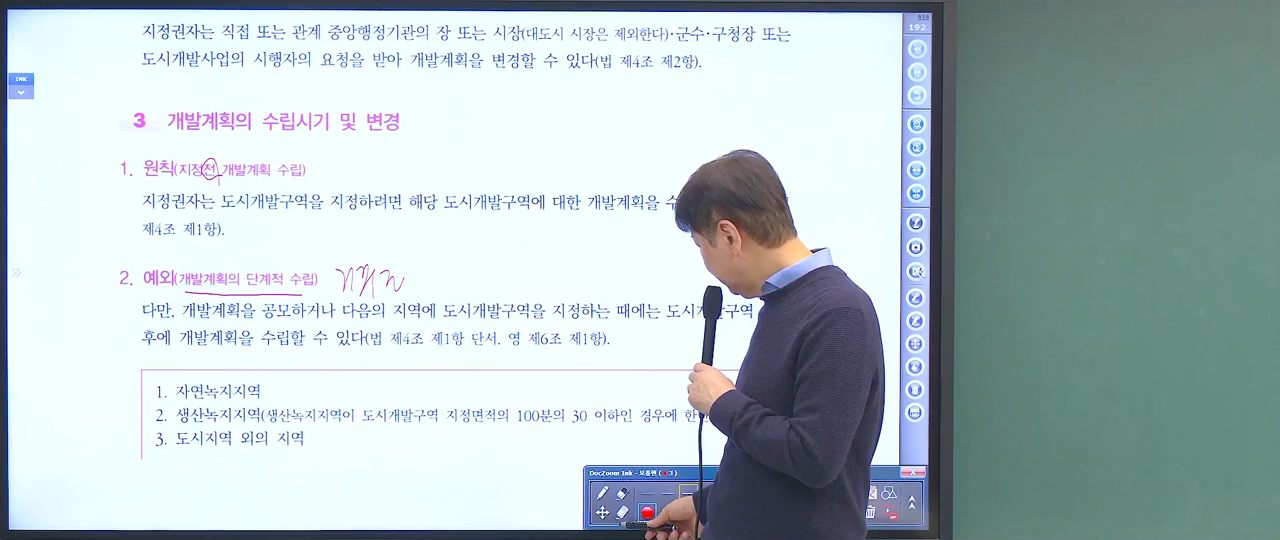 지정권자는 직접 또는 관계 중앙행정기관의 장 또는 시장(대도시 시장은 제외한다)·군수·구청장 또는
도시개발사업의 시행자의 요청을 받아 개발계획을 변경할 수 있다(법 제4조 제2항).
192
INK
3 개발계획의 수립시기 및 변경
1. 원칙(지정전 개발계획 수립)
지정권자는 도시개발구역을 지정하려면 해당 도시개발구역에 대한 개발계획을
제4조 제1항).
2. 예외(개발계획의 단계적 수립)
다만, 개발계획을 공모하거나 다음의 지역에 도시개발구역을 지정하는 때에는 도시개발구역
후에 개발계획을 수립할 수 있다(법 제4조 제1항 단서, 영 제6조 제1항).
1. 자연녹지지역
2. 생산녹지지역(생산녹지지역이 도시개발구역 지정면적의 100분의 30 이하인 경우에
3. 도시지역 외의 지역
DocZoom Ink - 보통펜 ( 3 )